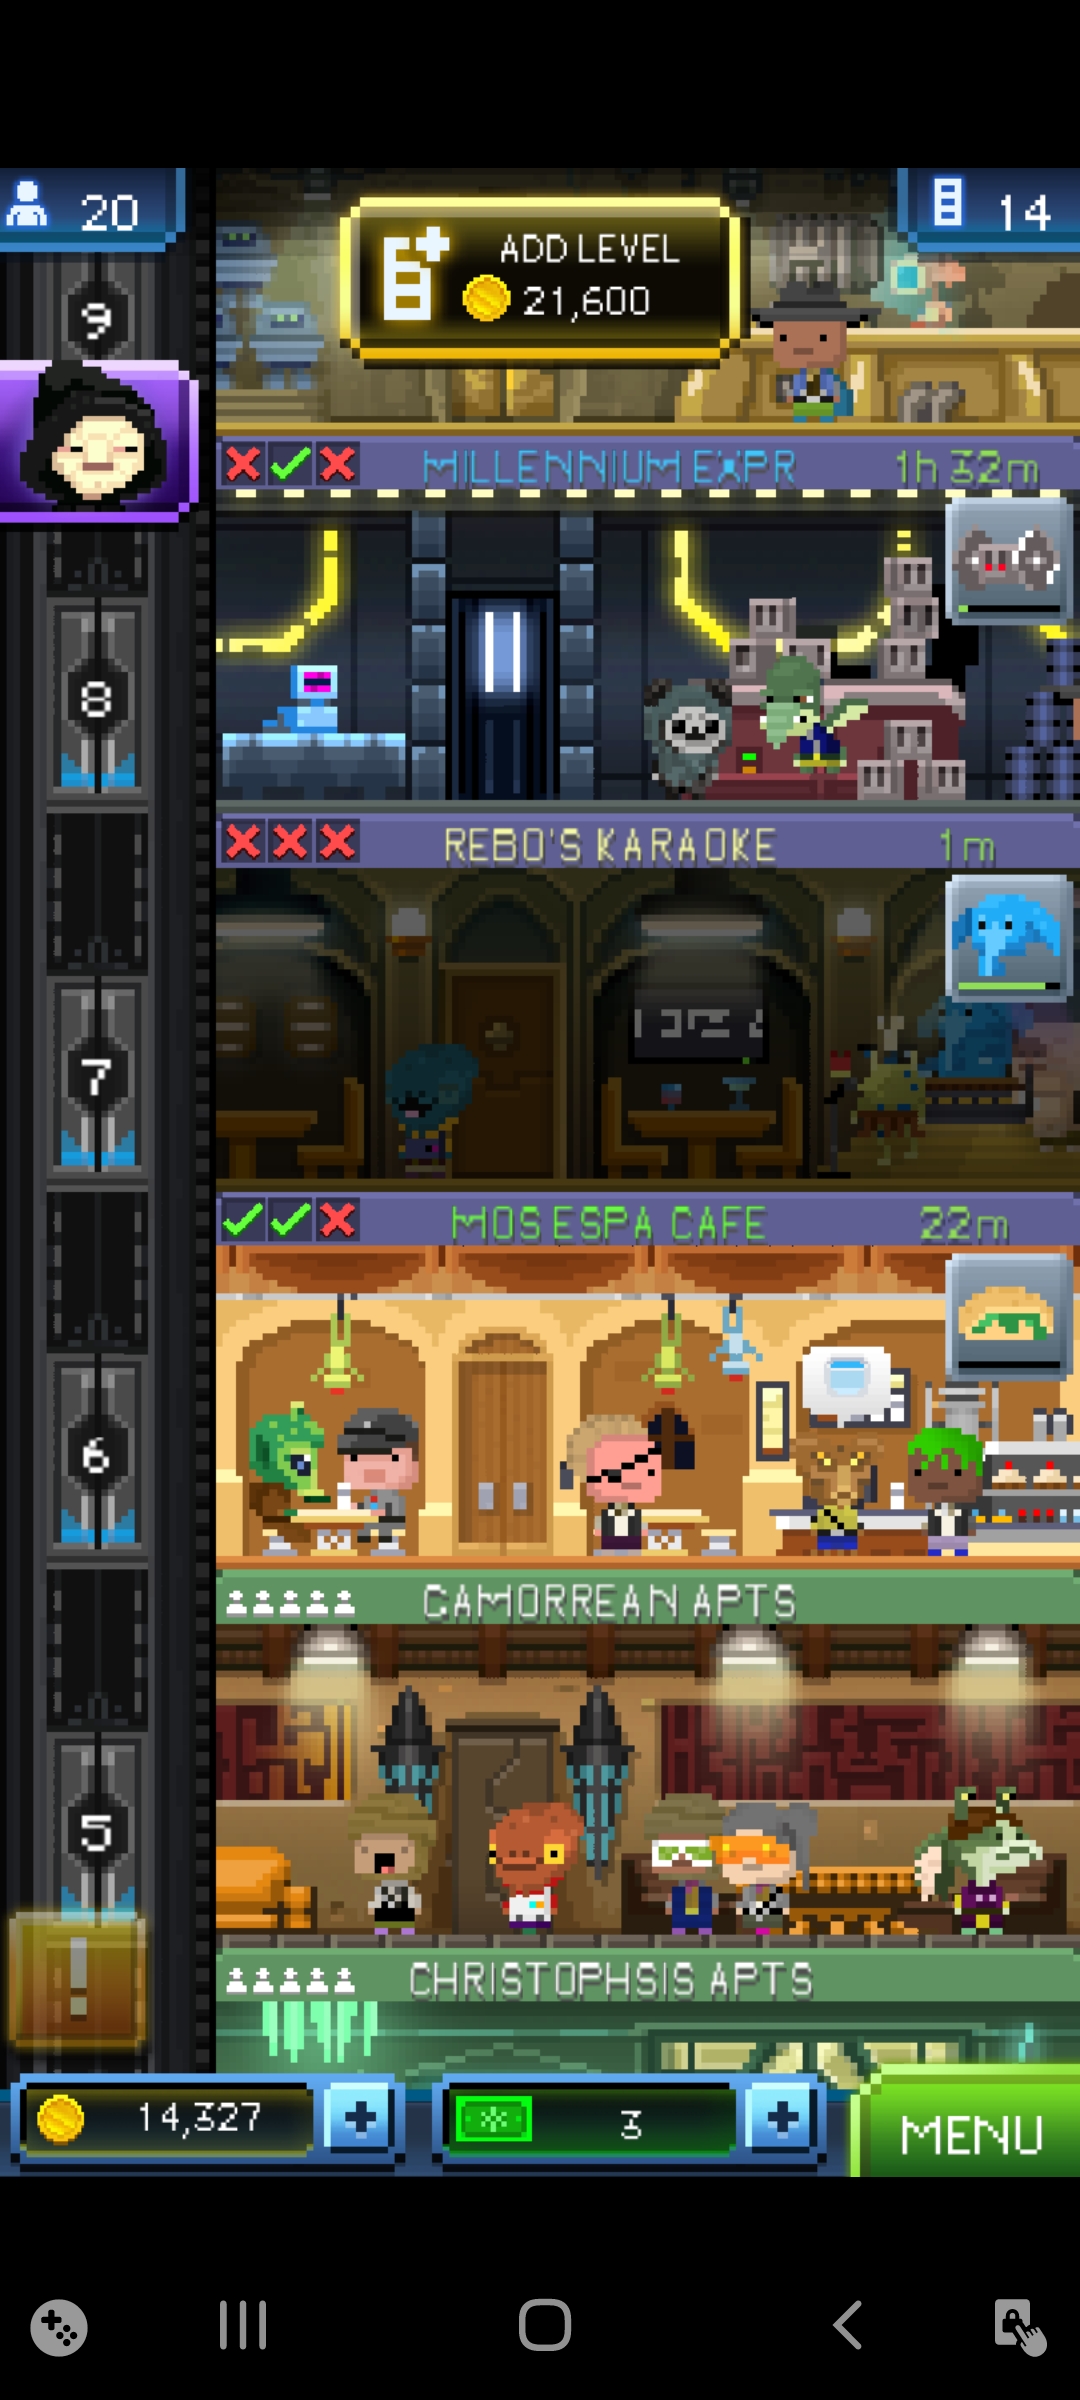 20
ADD LEVEL
21,600
14
9
MILLENNIUM EXPR
1h 32m
8
REBO'S KARAOKE
1m
7
MOS ESPA CAFE
22m
6
GAMORREAN APTS
5
!
CHRISTOPHSIS APTS
14,327
+
3
+
MENU